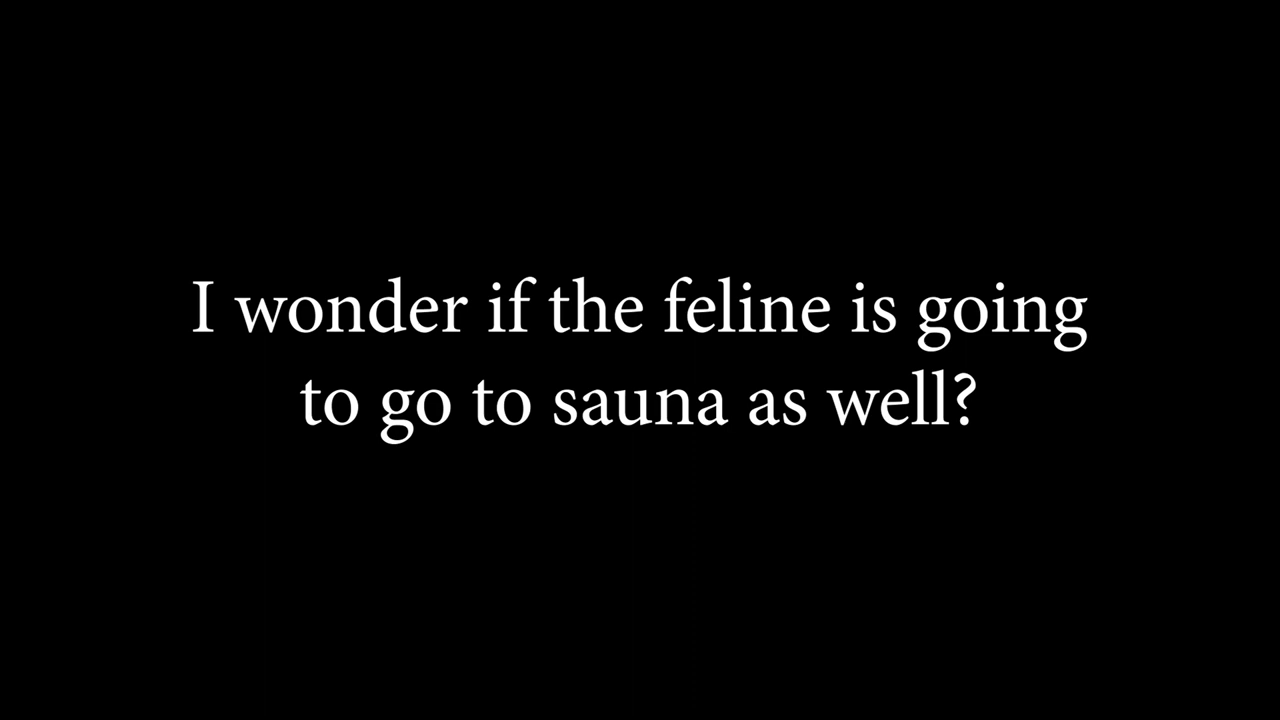 I wonder if the feline is going
to go to sauna as well?